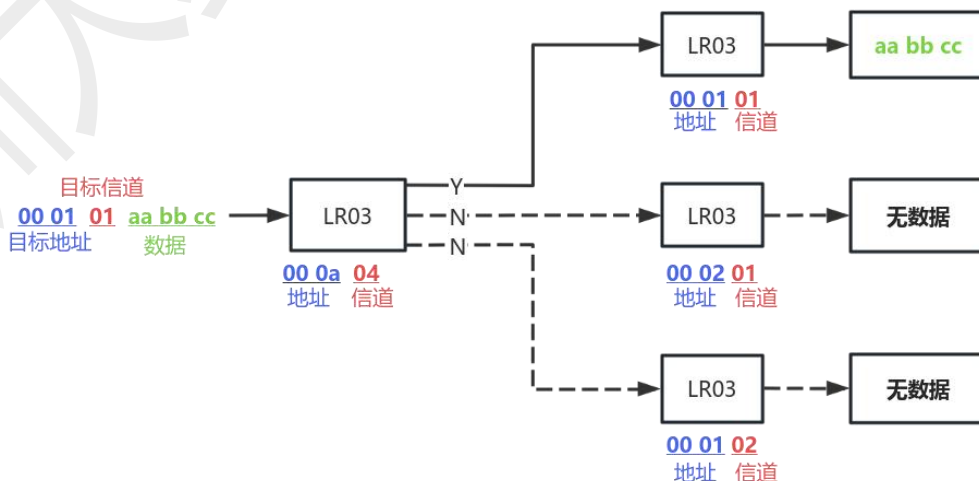 LR03
aa bb cc
00 01 01
地址 信道
目标信道
00 01 01 aa bb cc
目标地址 数据
LR03
00 0a 04
地址 信道
Y
N
N
LR03
无数据
00 02 01
地址 信道
LR03
无数据
00 01 02
地址 信道